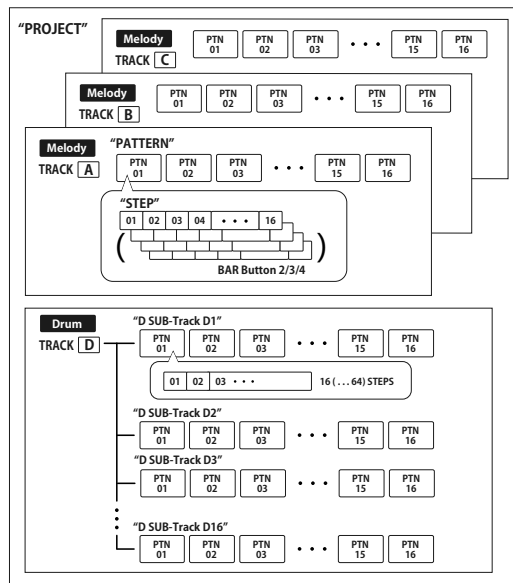 "PROJECT"
Melody
TRACK C
PTN 01 PTN 02 PTN 03 • • • PTN 15 PTN 16
Melody
TRACK B
PTN 01 PTN 02 PTN 03 • • • PTN 15 PTN 16
Melody
TRACK A
"PATTERN"
PTN 01 PTN 02 PTN 03 • • • PTN 15 PTN 16
"STEP"
01 02 03 04 • • • 16
( )
BAR Button 2/3/4
Drum
TRACK D
"D SUB-Track D1"
PTN 01 PTN 02 PTN 03 • • • PTN 15 PTN 16
01 02 03 • • • 16 ( . . . 64) STEPS
"D SUB-Track D2"
PTN 01 PTN 02 PTN 03 • • • PTN 15 PTN 16
"D SUB-Track D3"
PTN 01 PTN 02 PTN 03 • • • PTN 15 PTN 16
"D SUB-Track D16"
PTN 01 PTN 02 PTN 03 • • • PTN 15 PTN 16